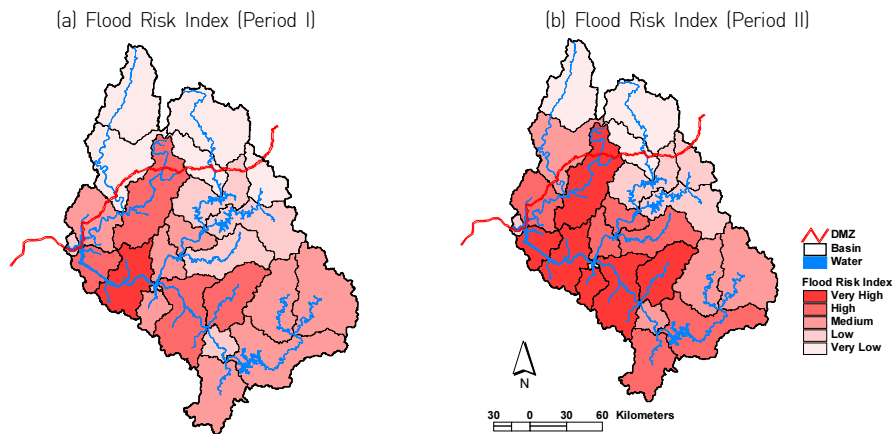 (a) Flood Risk Index (Period I)
(b) Flood Risk Index (Period II)
DMZ
Basin
Water
Flood Risk Index
Very High
High
Medium
Low
Very Low
N
30 0 30 60 Kilometers